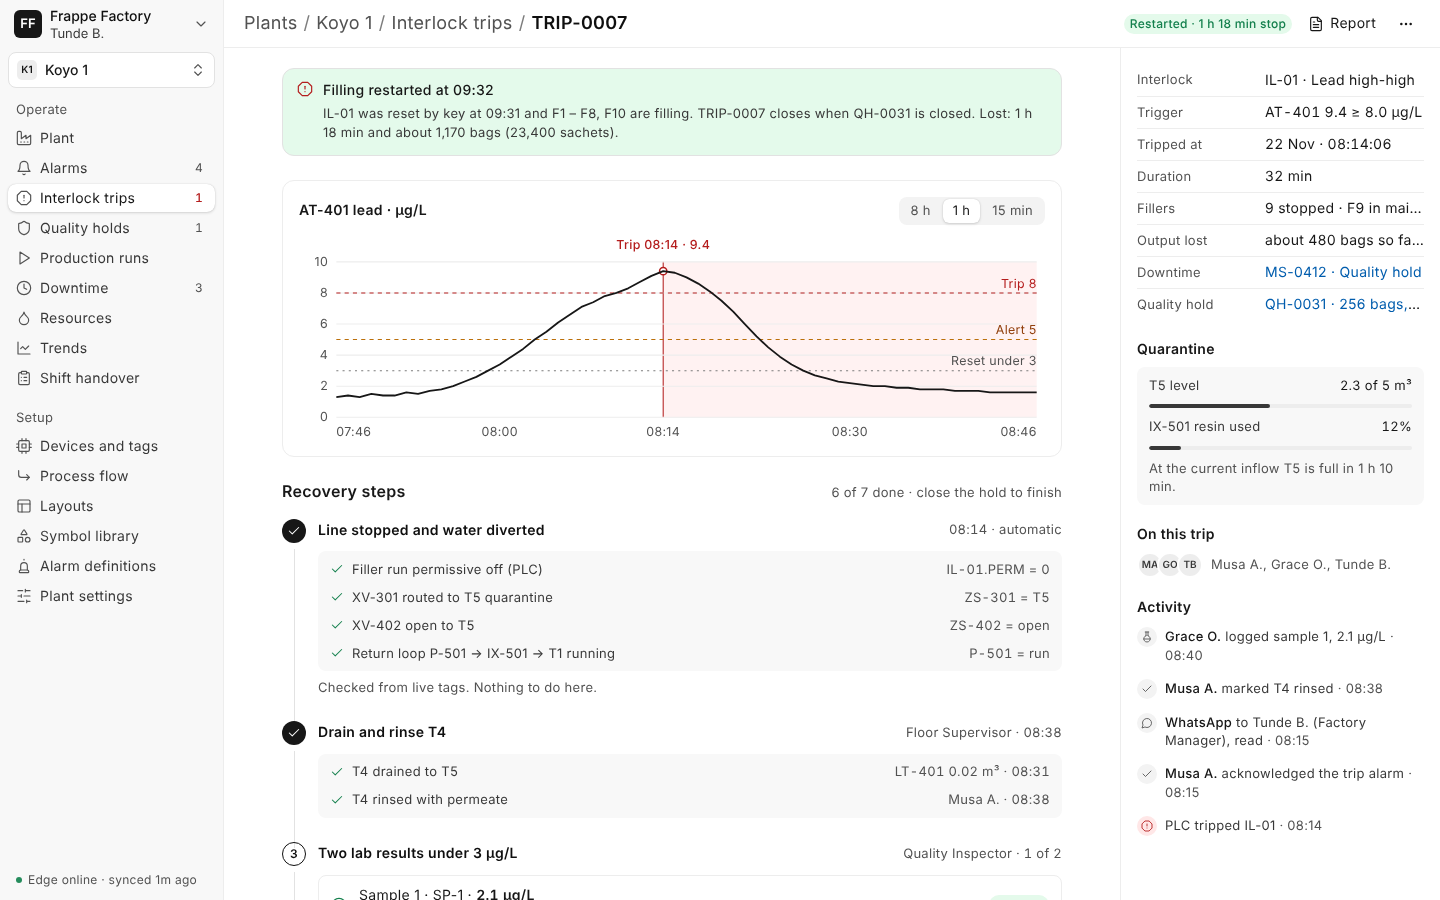 FF
Frappe Factory
Tunde B.
K1
Koyo 1
Operate
Plant
Alarms 4
Interlock trips 1
Quality holds 1
Production runs
Downtime 3
Resources
Trends
Shift handover
Setup
Devices and tags
Process flow
Layouts
Symbol library
Alarm definitions
Plant settings
Edge online · synced 1m ago
Plants / Koyo 1 / Interlock trips / TRIP-0007
Restarted · 1 h 18 min stop
Report
Filling restarted at 09:32
IL-01 was reset by key at 09:31 and F1 – F8, F10 are filling. TRIP-0007 closes when QH-0031 is closed. Lost: 1 h
18 min and about 1,170 bags (23,400 sachets).
AT-401 lead · µg/L
8 h 1 h 15 min
Trip 08:14 · 9.4
10
8
6
4
2
0
Trip 8
Alert 5
Reset under 3
07:46 08:00 08:14 08:30 08:46
Recovery steps
6 of 7 done · close the hold to finish
Line stopped and water diverted
08:14 · automatic
Filler run permissive off (PLC) IL-01.PERM = 0
XV-301 routed to T5 quarantine ZS-301 = T5
XV-402 open to T5 ZS-402 = open
Return loop P-501 → IX-501 → T1 running P-501 = run
Checked from live tags. Nothing to do here.
Drain and rinse T4
Floor Supervisor · 08:38
T4 drained to T5 LT-401 0.02 m³ · 08:31
T4 rinsed with permeate Musa A. · 08:38
3
Two lab results under 3 µg/L
Quality Inspector · 1 of 2
Sample 1 · SP-1 · 2.1 µg/L
Interlock IL-01 · Lead high-high
Trigger AT-401 9.4 ≥ 8.0 µg/L
Tripped at 22 Nov · 08:14:06
Duration 32 min
Fillers 9 stopped · F9 in mai...
Output lost about 480 bags so fa...
Downtime MS-0412 · Quality hold
Quality hold QH-0031 · 256 bags,...
Quarantine
T5 level 2.3 of 5 m³
IX-501 resin used 12%
At the current inflow T5 is full in 1 h 10
min.
On this trip
MA GO TB Musa A., Grace O., Tunde B.
Activity
Grace O. logged sample 1, 2.1 µg/L ·
08:40
Musa A. marked T4 rinsed · 08:38
WhatsApp to Tunde B. (Factory
Manager), read · 08:15
Musa A. acknowledged the trip alarm ·
08:15
PLC tripped IL-01 · 08:14